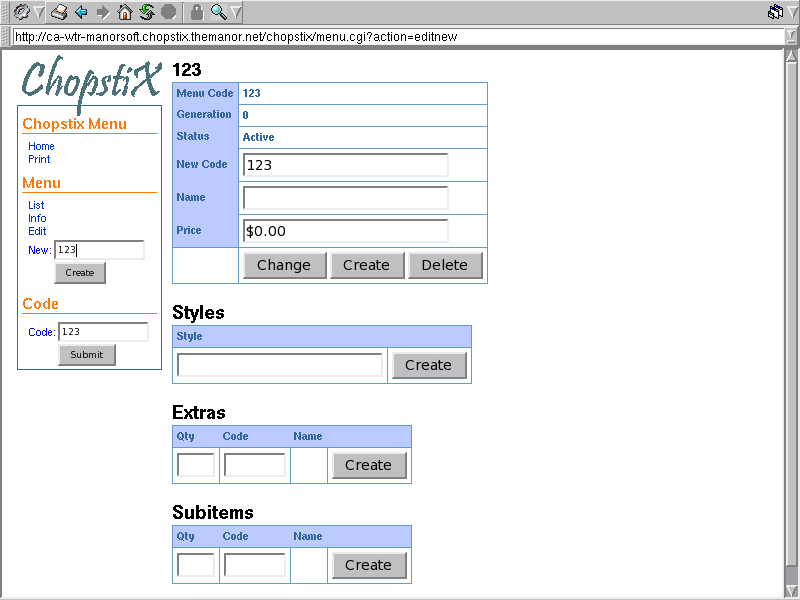 http://ca-wtr-manorsoft.chopstix.themanor.net/chopstix/menu.cgi?action=editnew
ChopstiX
Chopstix Menu
Home
Print
Menu
List
Info
Edit
New: 123
Create
Code
Code: 123
Submit
123
Menu Code 123
Generation 0
Status Active
New Code 123
Name
Price $0.00
Change Create Delete
Styles
Style
Create
Extras
Qty Code Name
Create
Subitems
Qty Code Name
Create